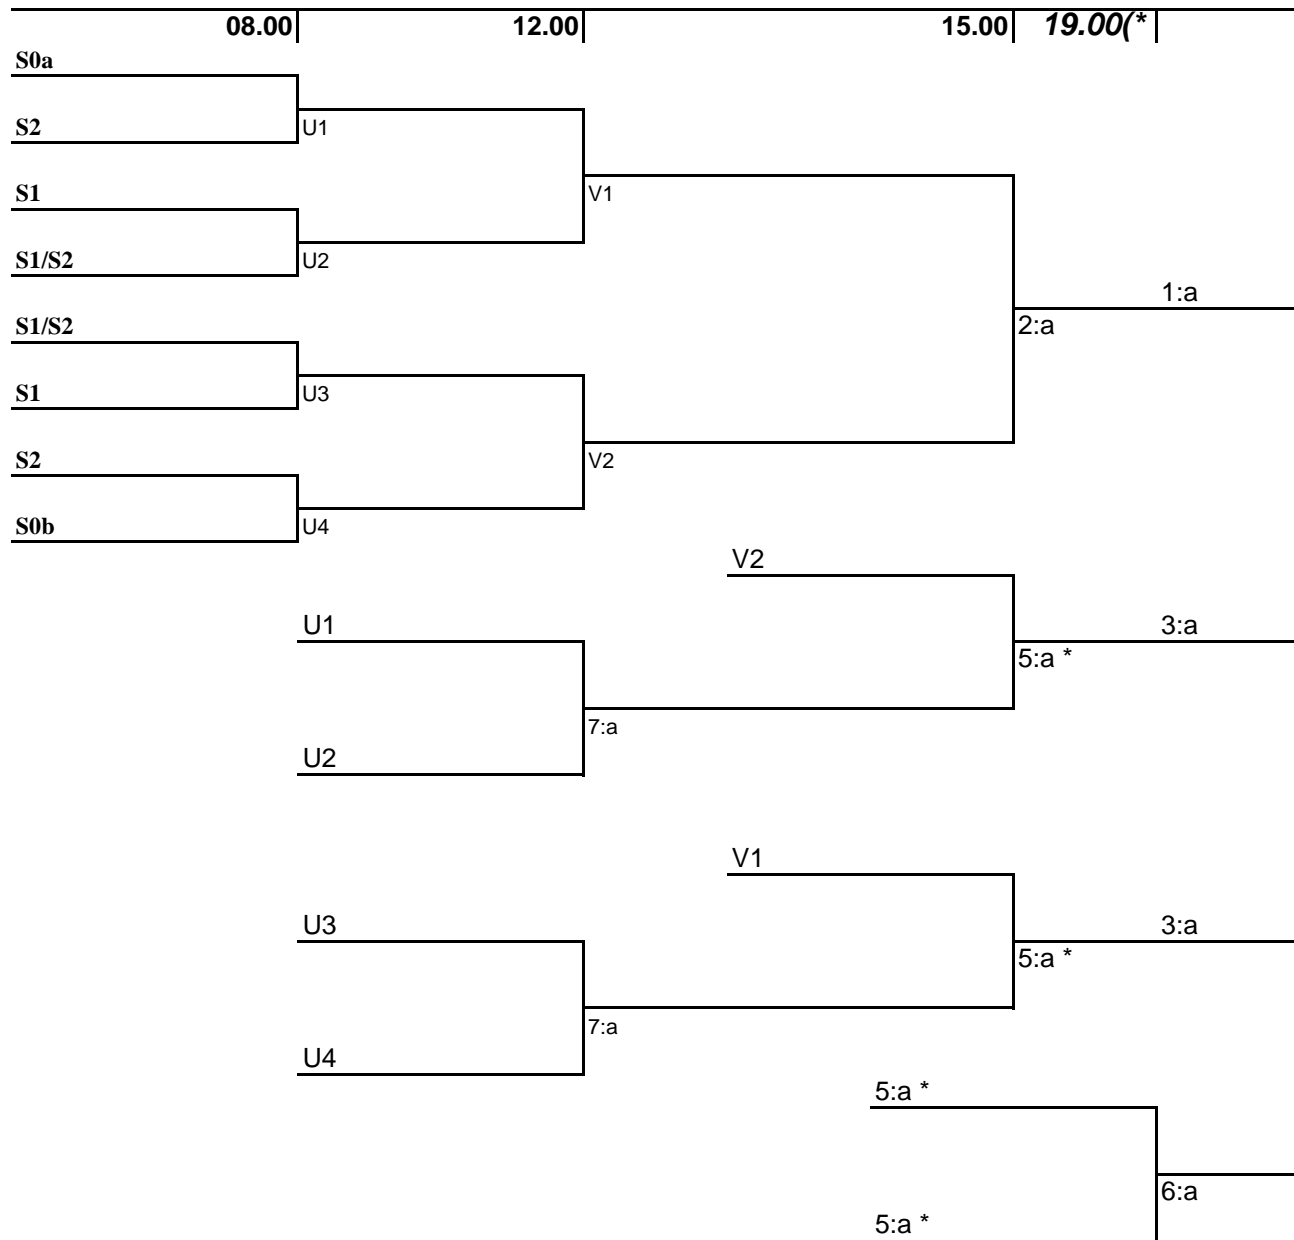 08.00 12.00 15.00 19.00(*
S0a
S2
U1
S1
V1
S1/S2
U2
1:a
S1/S2
2:a
S1
U3
S2
V2
S0b
U4
V2
U1
3:a
5:a *
7:a
U2
V1
U3
3:a
5:a *
7:a
U4
5:a *
6:a
5:a *